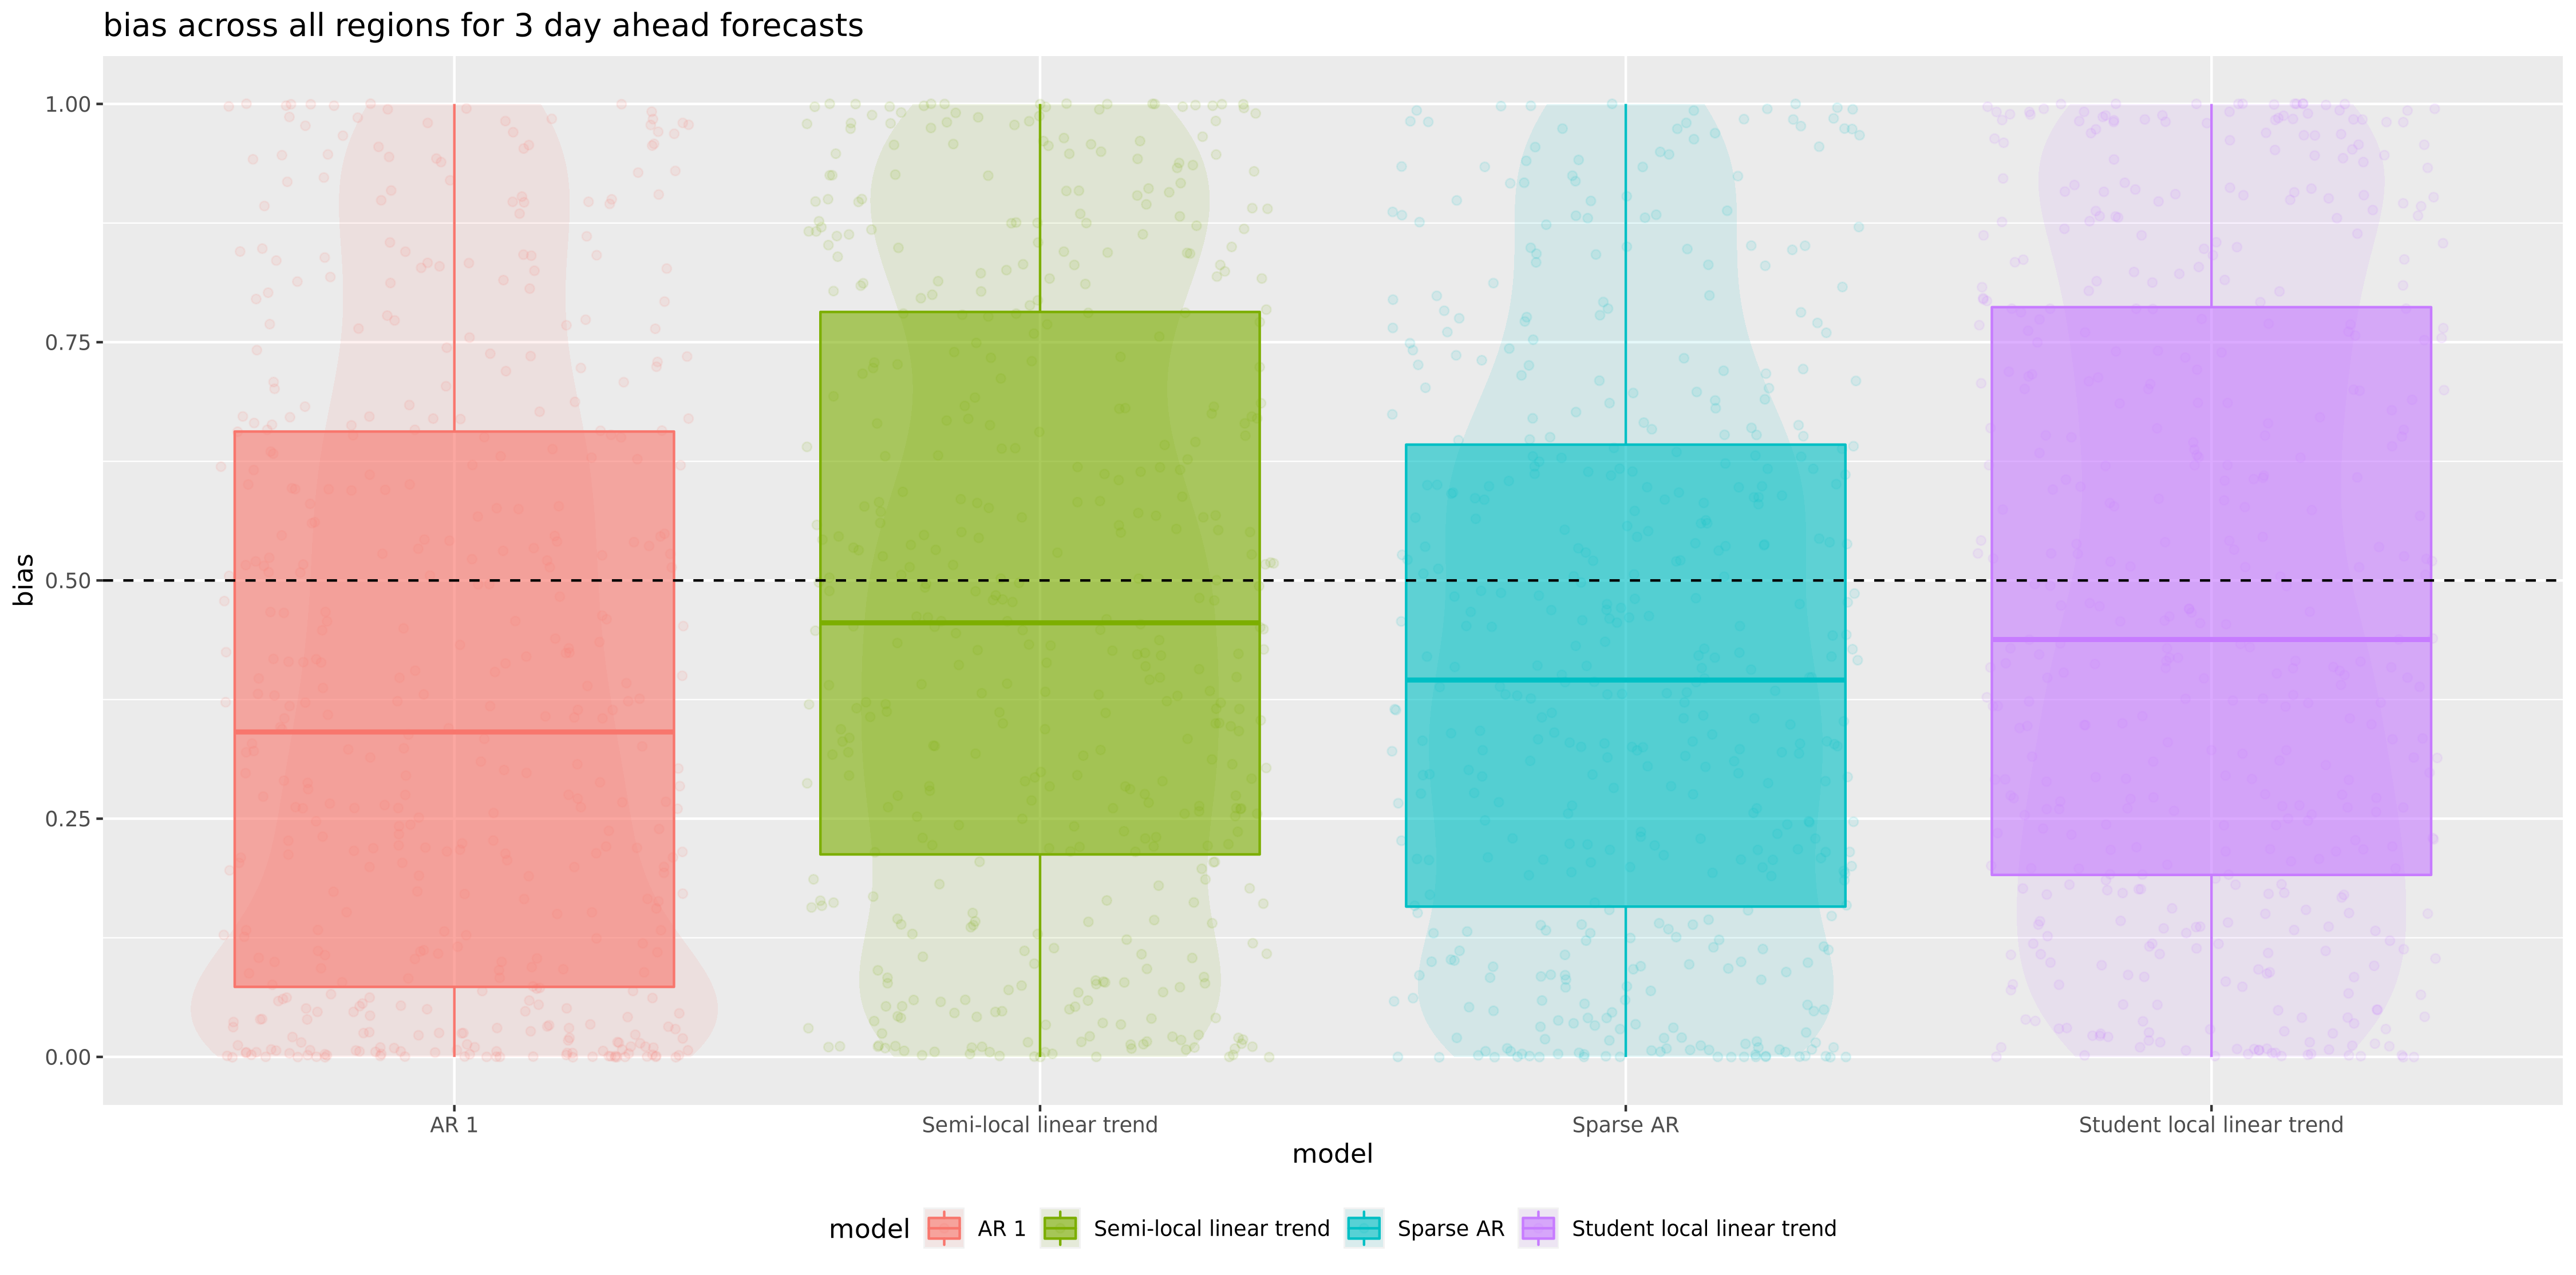 bias across all regions for 3 day ahead forecasts
1.00
0.75
0.50
0.25
0.00
bias
AR 1 Semi-local linear trend Sparse AR Student local linear trend
model
model AR 1 Semi-local linear trend Sparse AR Student local linear trend